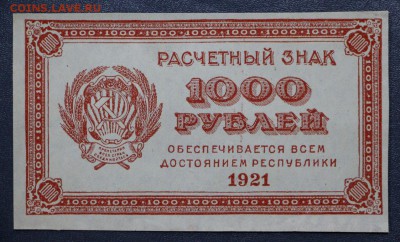 COINS.LAVE.RU
РАСЧЕТНЫЙ ЗНАК
1000
РУБЛЕЙ
ОБЕСПЕЧИВАЕТСЯ ВСЕМ
ДОСТОЯНИЕМ РЕСПУБЛИКИ
1921